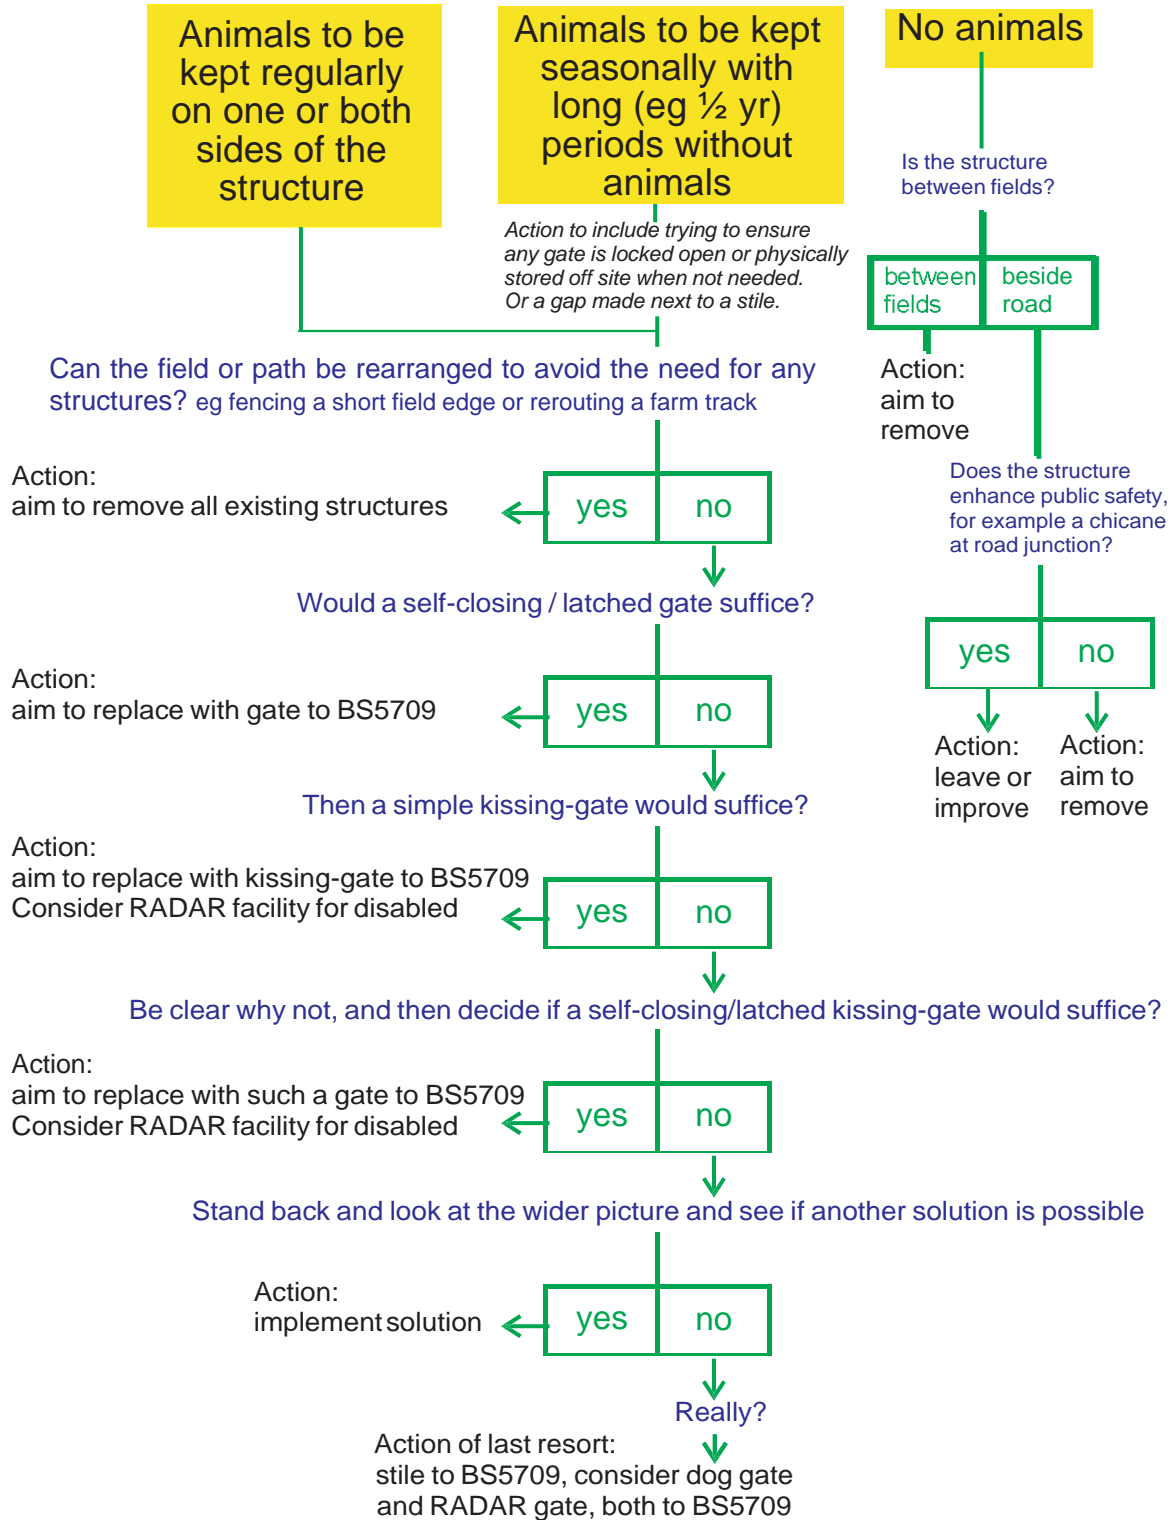 Animals to be
kept regularly
on one or both
sides of the
structure
Animals to be kept
seasonally with
long (eg ½ yr)
periods without
animals
No animals
Action to include trying to ensure
any gate is locked open or physically
stored off site when not needed.
Or a gap made next to a stile.
Is the structure
between fields?
between
fields
beside
road
Action:
aim to
remove
Can the field or path be rearranged to avoid the need for any
structures? eg fencing a short field edge or rerouting a farm track
Action:
aim to remove all existing structures
yes
no
Does the structure
enhance public safety,
for example a chicane
at road junction?
yes
no
Action:
leave or
improve
Action:
aim to
remove
Would a self-closing / latched gate suffice?
Action:
aim to replace with gate to BS5709
yes
no
Then a simple kissing-gate would suffice?
Action:
aim to replace with kissing-gate to BS5709
Consider RADAR facility for disabled
yes
no
Be clear why not, and then decide if a self-closing/latched kissing-gate would suffice?
Action:
aim to replace with such a gate to BS5709
Consider RADAR facility for disabled
yes
no
Stand back and look at the wider picture and see if another solution is possible
Action:
implement solution
yes
no
Really?
Action of last resort:
stile to BS5709, consider dog gate
and RADAR gate, both to BS5709